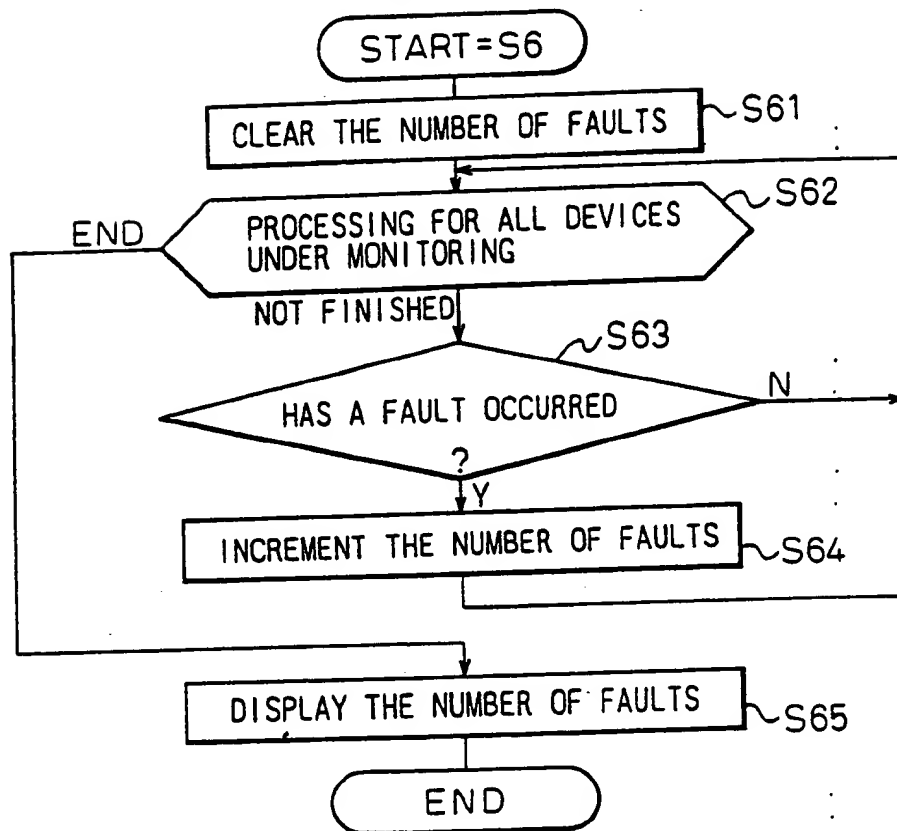 START=S6
CLEAR THE NUMBER OF FAULTS
S61
PROCESSING FOR ALL DEVICES
UNDER MONITORING
S62
END
NOT FINISHED
S63
HAS A FAULT OCCURRED
?
N
Y
INCREMENT THE NUMBER OF FAULTS
S64
DISPLAY THE NUMBER OF FAULTS
S65
END